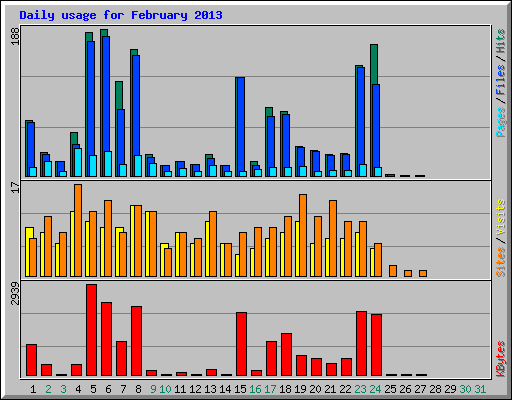 Daily usage for February 2013
188
Pages / Files / Hits
17
Sites / Visits
2939
KBytes
1 2 3 4 5 6 7 8 9 10 11 12 13 14 15 16 17 18 19 20 21 22 23 24 25 26 27 28 29 30 31